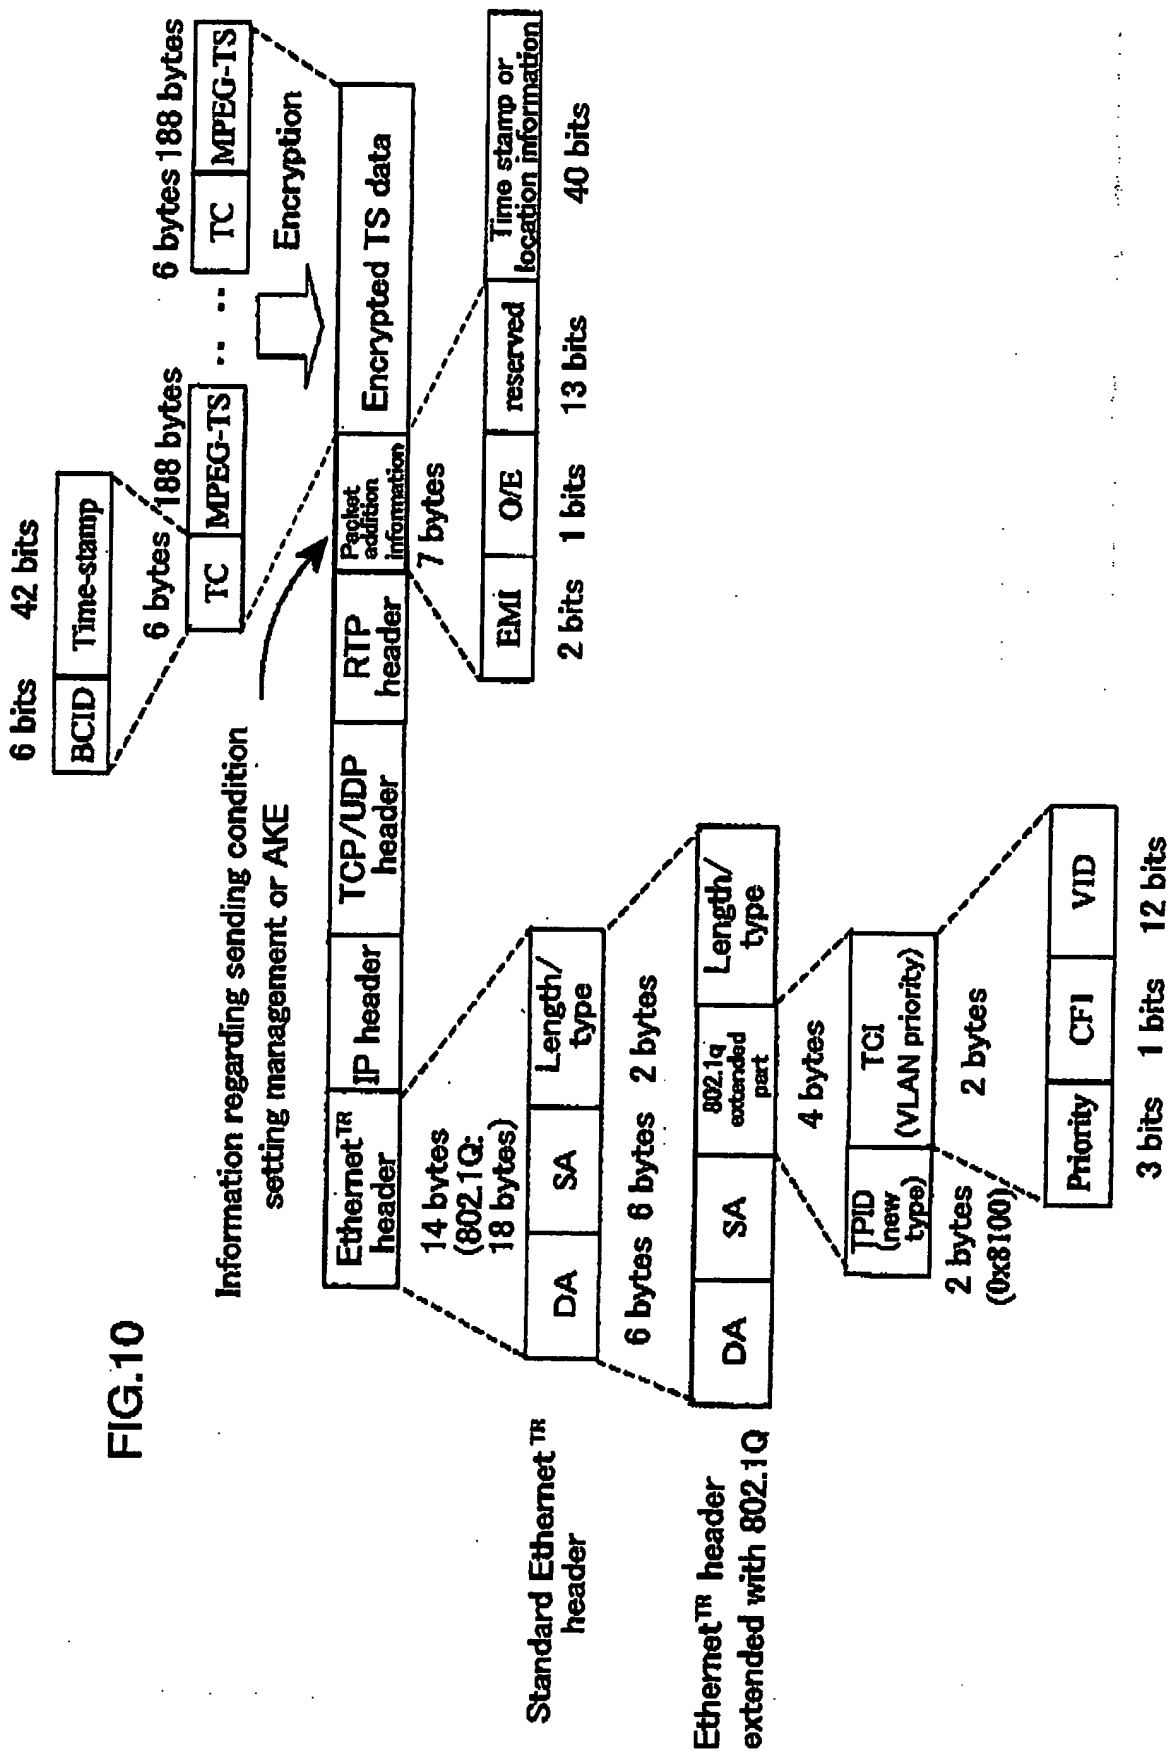 FIG.10
6 bits
42 bits
BCID
Time-stamp
6 bytes
188 bytes
6 bytes
188 bytes
TC
MPEG-TS
TC
MPEG-TS
Information regarding sending condition
setting management or AKE
Encryption
Ethernet TR
header
IP header
TCP/UDP
header
RTP
header
Packet
addition
information
Encrypted TS data
14 bytes
(802.1Q:
18 bytes)
7 bytes
EMI
O/E
reserved
Time stamp or
location information
2 bits
1 bits
13 bits
40 bits
Standard Ethernet TR
header
DA
SA
Length/
type
6 bytes
6 bytes
2 bytes
Ethernet TR header
extended with 802.1Q
DA
SA
802.1q
extended
part
Length/
type
4 bytes
TPID
(new
type)
TCI
(VLAN priority)
2 bytes
(0x8100)
2 bytes
Priority
CFI
VID
3 bits
1 bits
12 bits